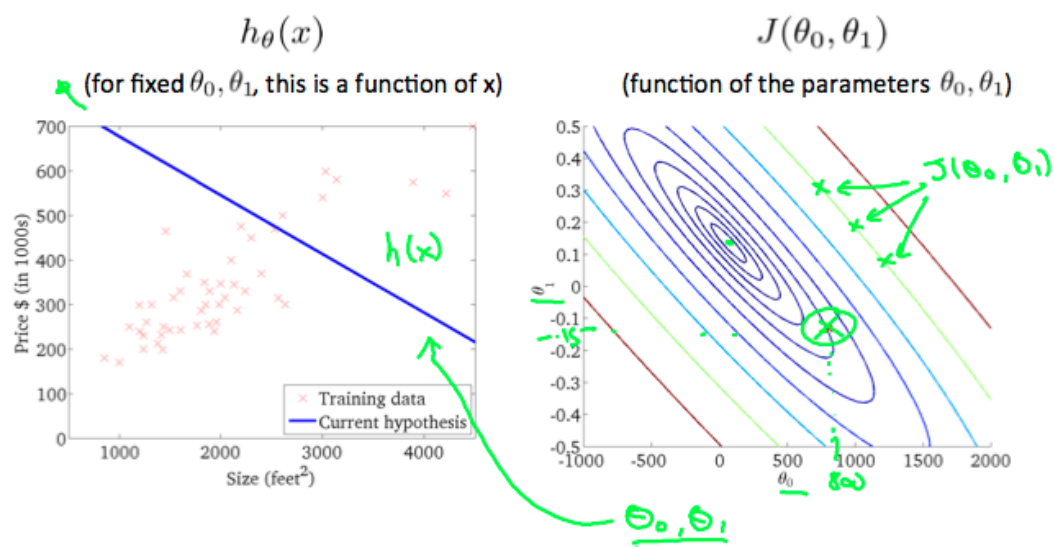 hθ(x)
(for fixed θ₀, θ₁, this is a function of x)
700
600
500
400
300
200
100
0
Price $ (in 1000s)
1000
2000
3000
4000
Size (feet²)
h(x)
Training data
Current hypothesis
θ₀, θ₁
J(θ₀, θ₁)
(function of the parameters θ₀, θ₁)
0.5
0.4
0.3
0.2
0.1
0
-0.1
-0.2
-0.3
-0.4
-0.5
θ₁
-.15
J(θ₀, θ₁)
-1000
-500
0
500
1000
1500
2000
θ₀
800